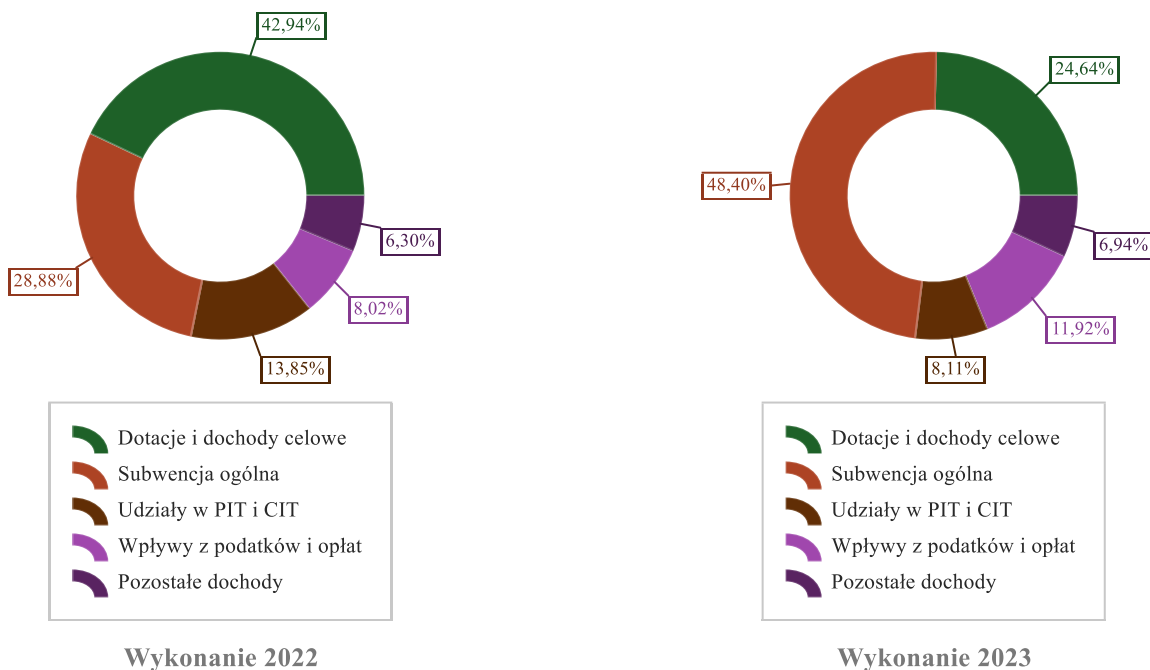 42,94%
28,88%
13,85%
8,02%
6,30%
Dotacje i dochody celowe
Subwencja ogólna
Udziały w PIT i CIT
Wpływy z podatków i opłat
Pozostałe dochody
Wykonanie 2022
24,64%
48,40%
8,11%
11,92%
6,94%
Dotacje i dochody celowe
Subwencja ogólna
Udziały w PIT i CIT
Wpływy z podatków i opłat
Pozostałe dochody
Wykonanie 2023